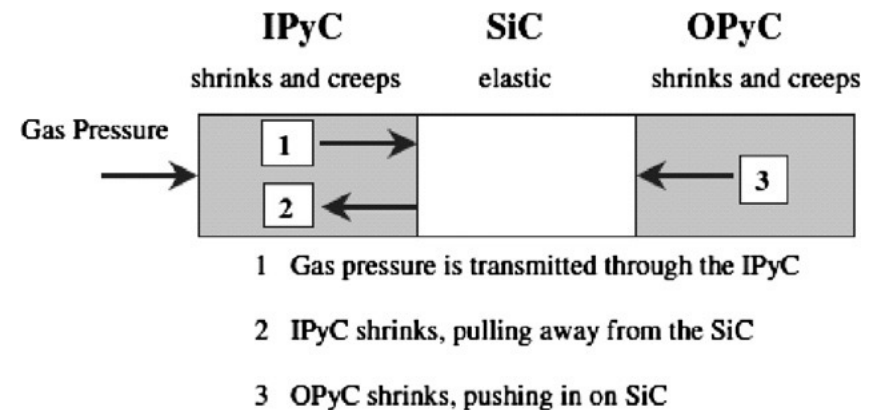 IPyC SiC OPyC
shrinks and creeps elastic shrinks and creeps
Gas Pressure
1
2
3
1 Gas pressure is transmitted through the IPyC
2 IPyC shrinks, pulling away from the SiC
3 OPyC shrinks, pushing in on SiC